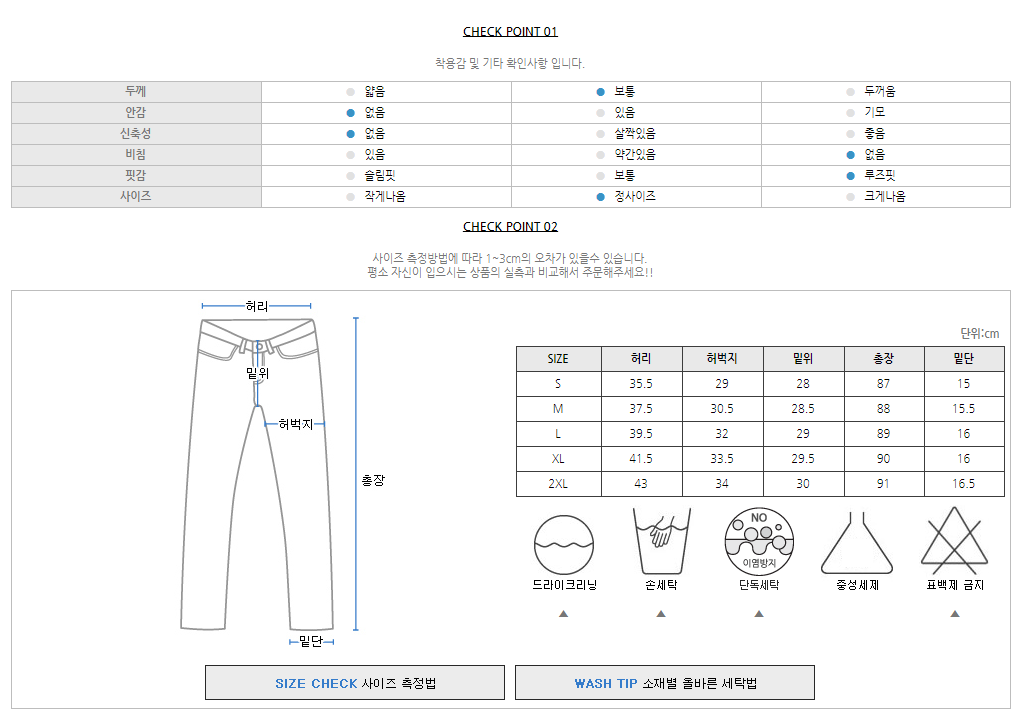 CHECK POINT 01
착용감 및 기타 확인사항 입니다.
두께 얇음 보통 두꺼움
안감 없음 있음 기모
신축성 없음 살짝있음 좋음
비침 있음 약간있음 없음
핏감 슬림핏 보통 루즈핏
사이즈 작게나옴 정사이즈 크게나옴
CHECK POINT 02
사이즈 측정방법에 따라 1~3cm의 오차가 있을수 있습니다.
평소 자신이 입으시는 상품의 실측과 비교해서 주문해주세요!!
허리
밑위
허벅지
총장
밑단
단위:cm
SIZE 허리 허벅지 밑위 총장 밑단
S 35.5 29 28 87 15
M 37.5 30.5 28.5 88 15.5
L 39.5 32 29 89 16
XL 41.5 33.5 29.5 90 16
2XL 43 34 30 91 16.5
NO
이염방지
드라이크리닝 손세탁 단독세탁 중성세제 표백제 금지
SIZE CHECK 사이즈 측정법
WASH TIP 소재별 올바른 세탁법